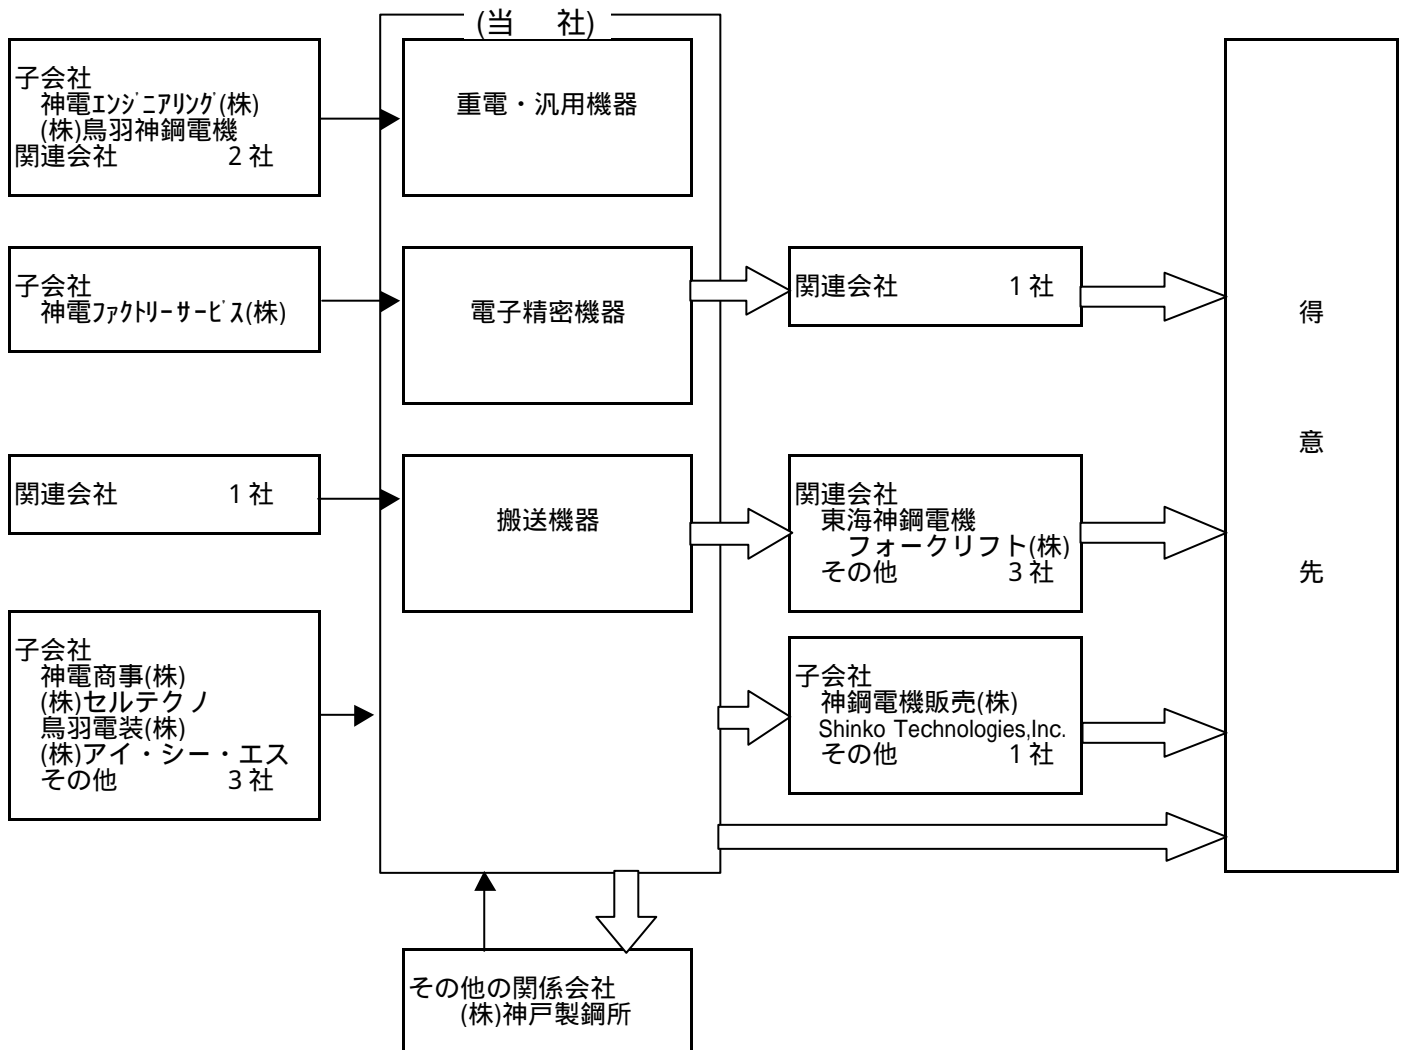 (当　社)
子会社
神電ｴﾝｼﾞﾆｱﾘﾝｸﾞ(株)
(株)鳥羽神鋼電機
関連会社　2社
重電・汎用機器
子会社
神電ﾌｧｸﾄﾘｰｻｰﾋﾞｽ(株)
電子精密機器
関連会社　1社
関連会社　1社
搬送機器
関連会社
東海神鋼電機
フォークリフト(株)
その他　3社
子会社
神電商事(株)
(株)セルテクノ
鳥羽電装(株)
(株)アイ・シー・エス
その他　3社
子会社
神鋼電機販売(株)
Shinko Technologies,Inc.
その他　1社
得
意
先
その他の関係会社
(株)神戸製鋼所